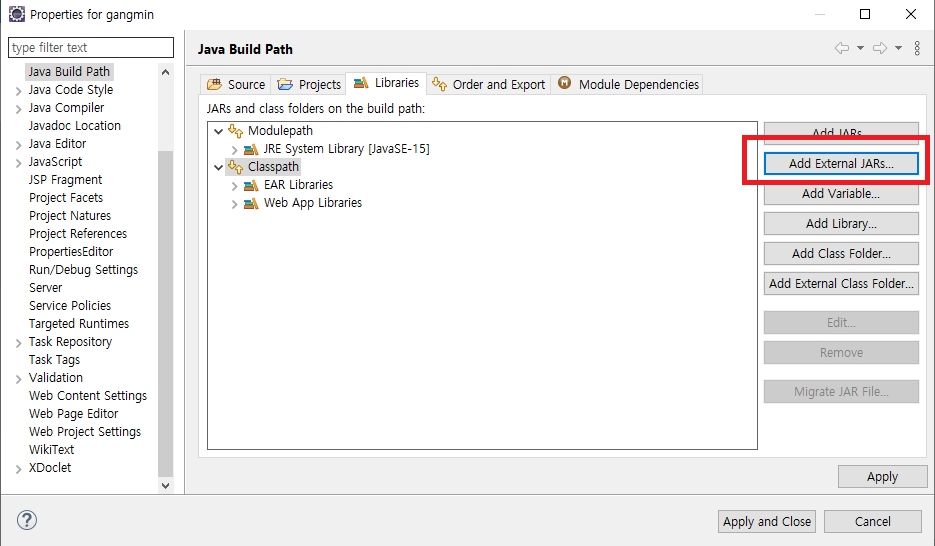 Properties for gangmin
type filter text
Java Build Path
Java Code Style
Java Compiler
Javadoc Location
Java Editor
JavaScript
JSP Fragment
Project Facets
Project Natures
Project References
PropertiesEditor
Run/Debug Settings
Server
Service Policies
Targeted Runtimes
Task Repository
Task Tags
Validation
Web Content Settings
Web Page Editor
Web Project Settings
WikiText
XDoclet
Java Build Path
Source Projects Libraries Order and Export M Module Dependencies
JARs and class folders on the build path:
Modulepath
JRE System Library [JavaSE-15]
Classpath
EAR Libraries
Web App Libraries
Add JARs...
Add External JARs...
Add Variable...
Add Library...
Add Class Folder...
Add External Class Folder...
Edit...
Remove
Migrate JAR File...
Apply
? Apply and Close Cancel